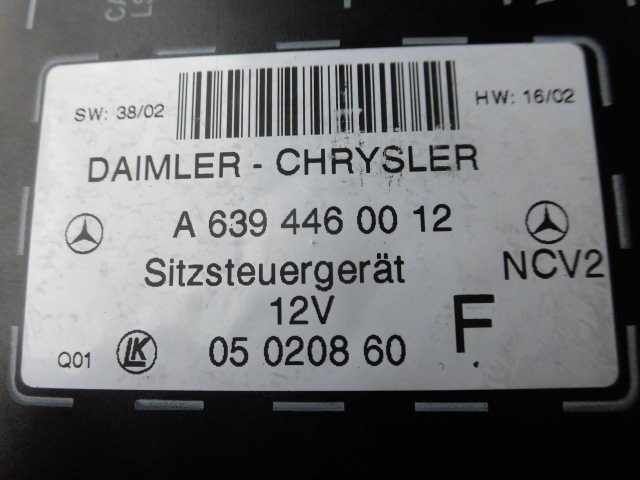 SW: 38/02
HW: 16/02
DAIMLER - CHRYSLER
A 639 446 00 12
Sitzsteuergerät
NCV2
12V
F
Q01
LK
05 0208 60